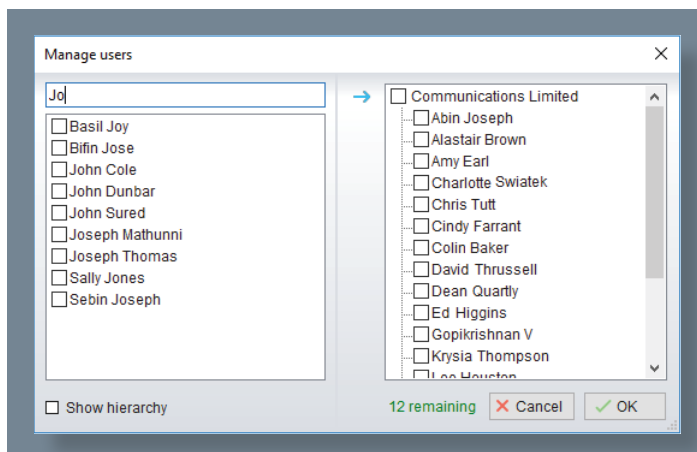 Manage users
Jo
Basil Joy
Bifin Jose
John Cole
John Dunbar
John Sured
Joseph Mathunni
Joseph Thomas
Sally Jones
Sebin Joseph
Show hierarchy
Communications Limited
Abin Joseph
Alastair Brown
Amy Earl
Charlotte Swiatek
Chris Tutt
Cindy Farrant
Colin Baker
David Thrussell
Dean Quartly
Ed Higgins
Gopikrishnan V
Krysia Thompson
12 remaining
Cancel
OK